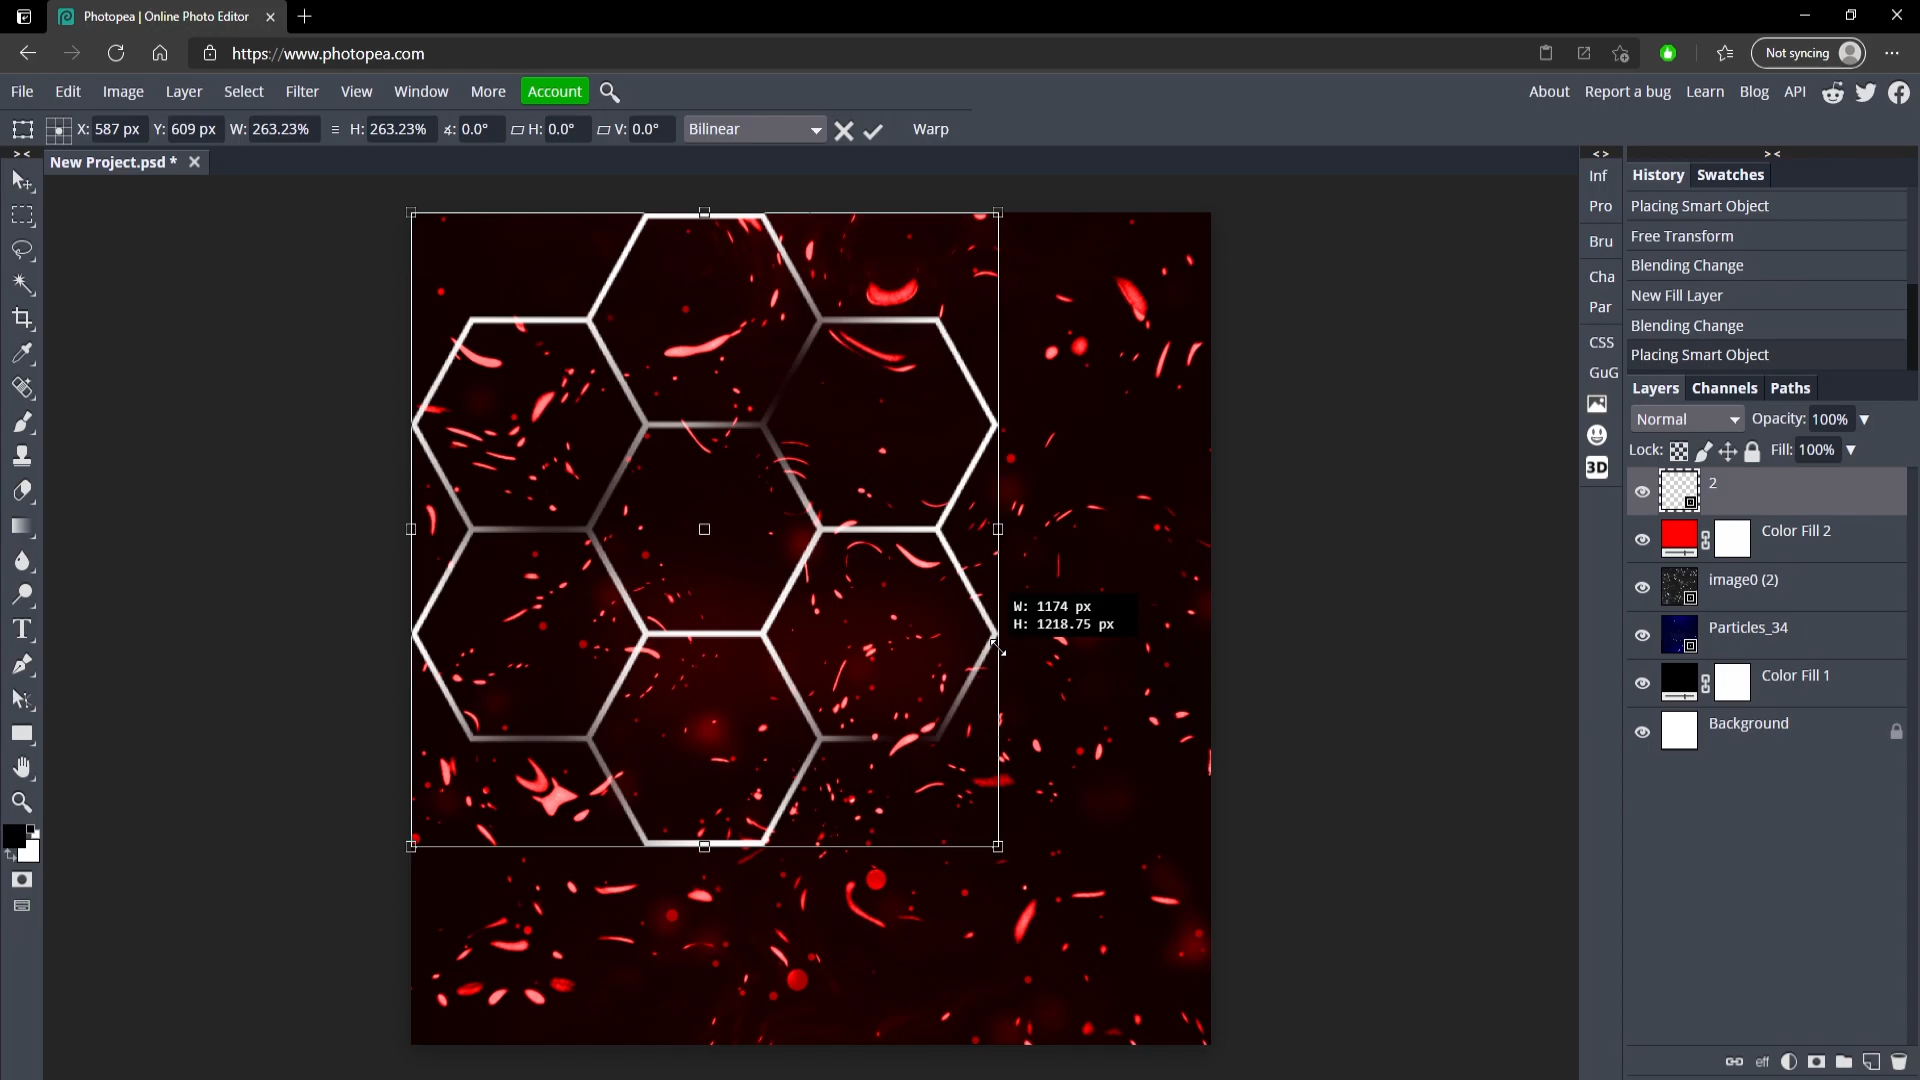 Photopea | Online Photo Editor
https://www.photopea.com
Not syncing
File Edit Image Layer Select Filter View Window More Account
About Report a bug Learn Blog API
X: 587 px Y: 609 px W: 263.23% H: 263.23% 0.0° H: 0.0° V: 0.0° Bilinear Warp
> < New Project.psd * < > > <
Inf
Pro
Bru
Cha
Par
CSS
GuG
3D
History Swatches
Placing Smart Object
Free Transform
Blending Change
New Fill Layer
Blending Change
Placing Smart Object
Layers Channels Paths
Normal Opacity: 100%
Lock: Fill: 100%
2
Color Fill 2
image0 (2)
Particles_34
Color Fill 1
Background
W: 1174 px
H: 1218.75 px
T
eff